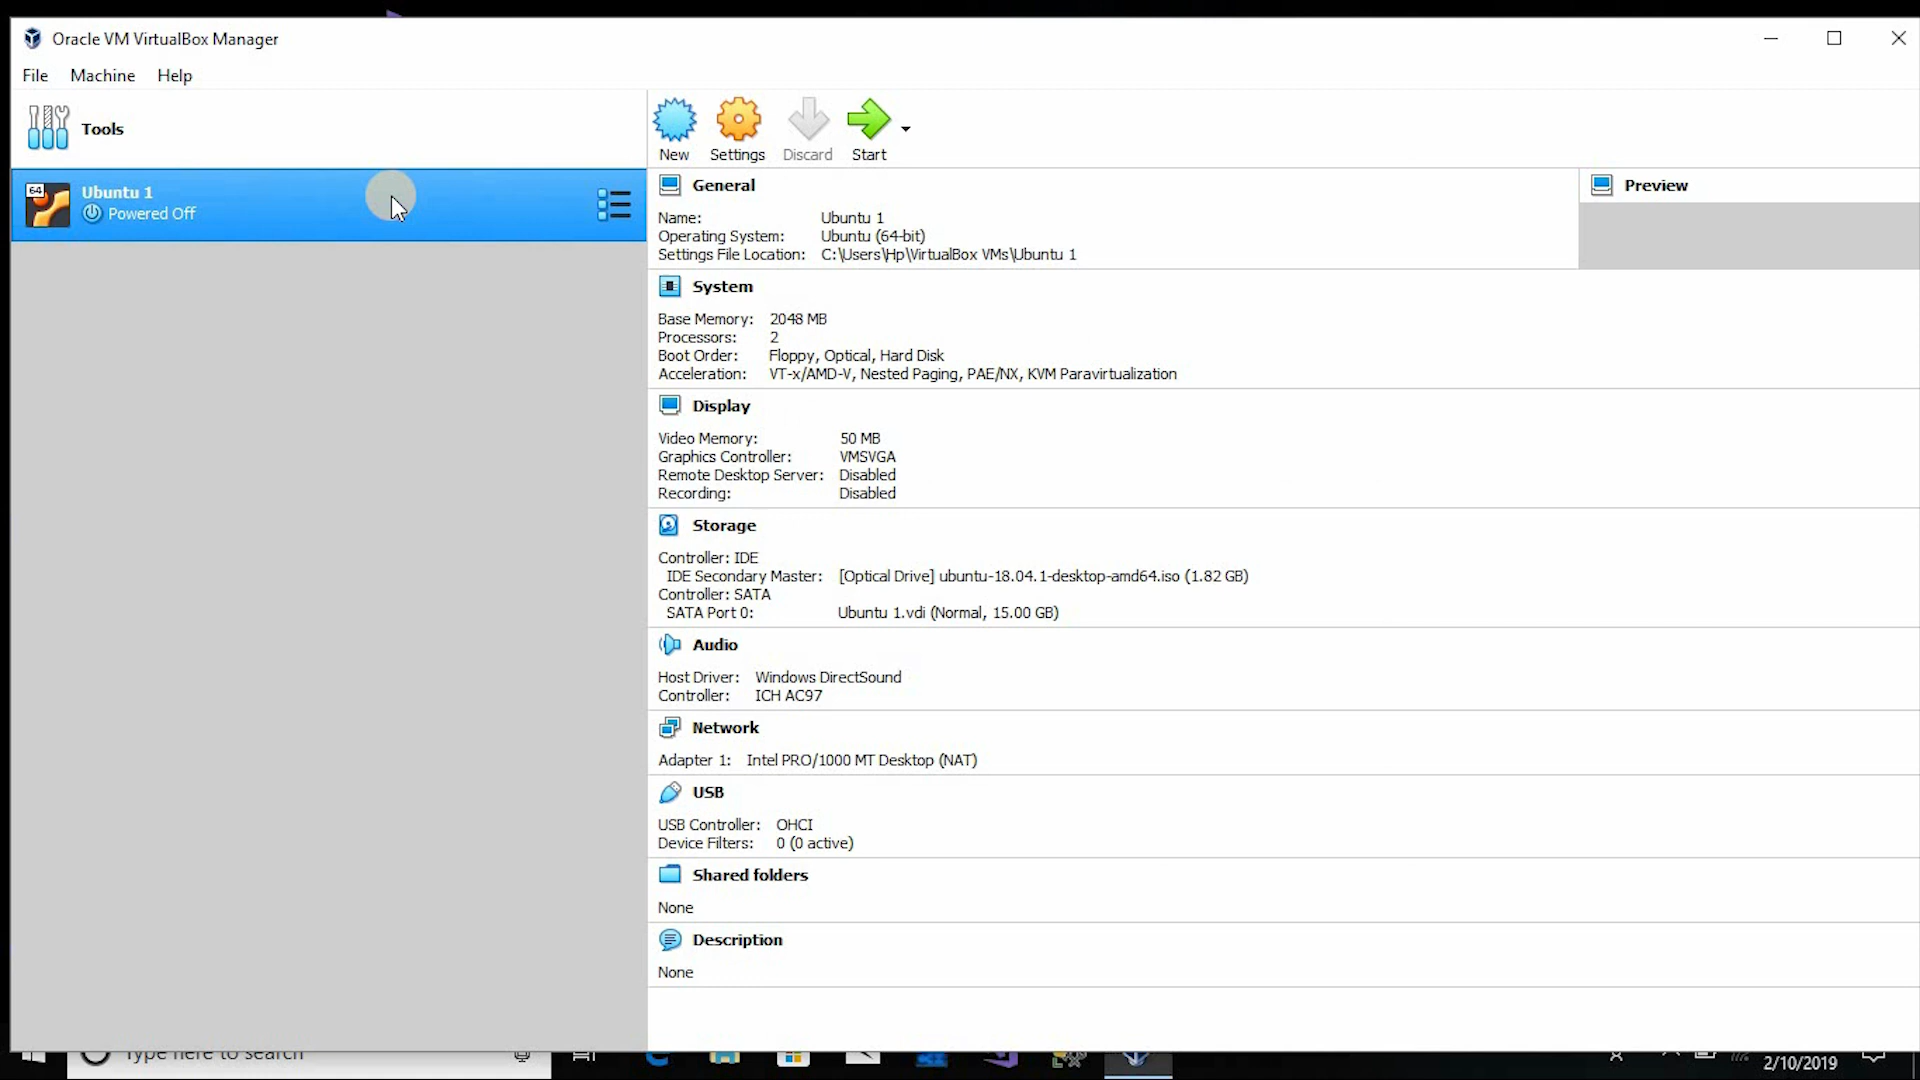 Oracle VM VirtualBox Manager
File Machine Help
Tools
New Settings Discard Start
64
Ubuntu 1
Powered Off
General
Name: Ubuntu 1
Operating System: Ubuntu (64-bit)
Settings File Location: C:\Users\Hp\VirtualBox VMs\Ubuntu 1
Preview
System
Base Memory: 2048 MB
Processors: 2
Boot Order: Floppy, Optical, Hard Disk
Acceleration: VT-x/AMD-V, Nested Paging, PAE/NX, KVM Paravirtualization
Display
Video Memory: 50 MB
Graphics Controller: VMSVGA
Remote Desktop Server: Disabled
Recording: Disabled
Storage
Controller: IDE
IDE Secondary Master: [Optical Drive] ubuntu-18.04.1-desktop-amd64.iso (1.82 GB)
Controller: SATA
SATA Port 0: Ubuntu 1.vdi (Normal, 15.00 GB)
Audio
Host Driver: Windows DirectSound
Controller: ICH AC97
Network
Adapter 1: Intel PRO/1000 MT Desktop (NAT)
USB
USB Controller: OHCI
Device Filters: 0 (0 active)
Shared folders
None
Description
None
Type here to search
2/10/2019